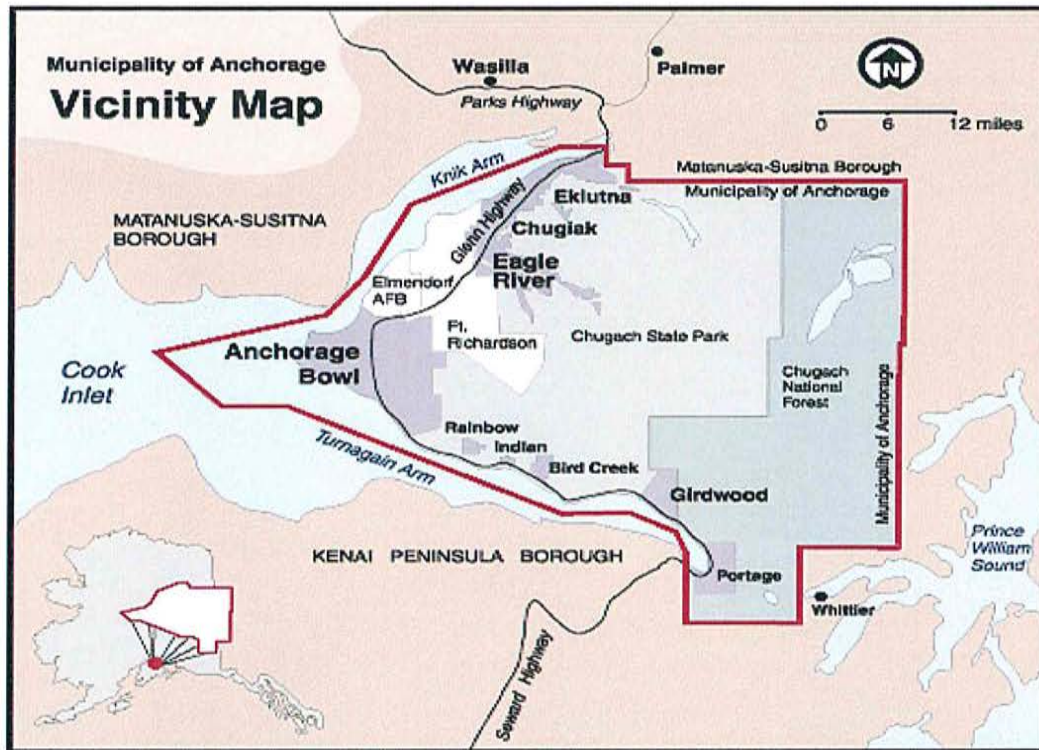 Municipality of Anchorage
Vicinity Map
Wasilla
Palmer
Parks Highway
N
0 6 12 miles
Knik Arm
Matanuska-Susitna Borough
Municipality of Anchorage
MATANUSKA-SUSITNA
BOROUGH
Glenn Highway
Eklutna
Chugiak
Eagle
River
Elmendorf
AFB
Ft.
Richardson
Chugach State Park
Anchorage
Bowl
Cook
Inlet
Chugach
National
Forest
Municipality of Anchorage
Rainbow
Indian
Bird Creek
Turnagain Arm
Girdwood
KENAI PENINSULA BOROUGH
Portage
Prince
William
Sound
Whittier
Seward Highway